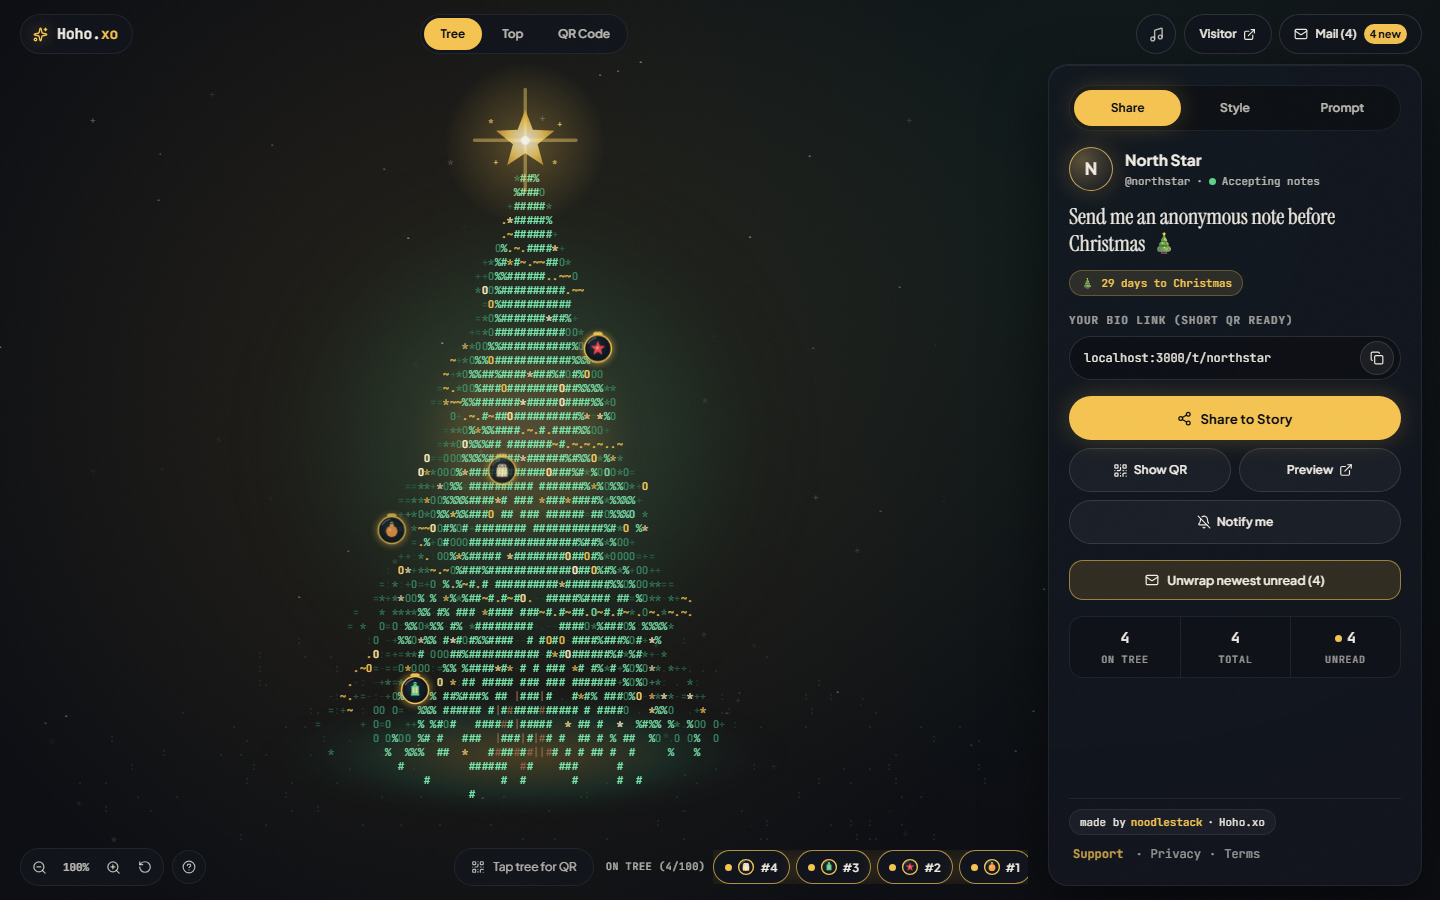 Hoho.xo
Tree
Top
QR Code
Visitor
Mail (4)
4 new
Share
Style
Prompt
N
North Star
@northstar · Accepting notes
Send me an anonymous note before
Christmas 🎄
🎄 29 days to Christmas
YOUR BIO LINK (SHORT QR READY)
localhost:3000/t/northstar
Share to Story
Show QR
Preview
Notify me
Unwrap newest unread (4)
4
4
4
ON TREE
TOTAL
UNREAD
made by noodlestack · Hoho.xo
Support · Privacy · Terms
100%
Tap tree for QR
ON TREE (4/100)
#4
#3
#2
#1